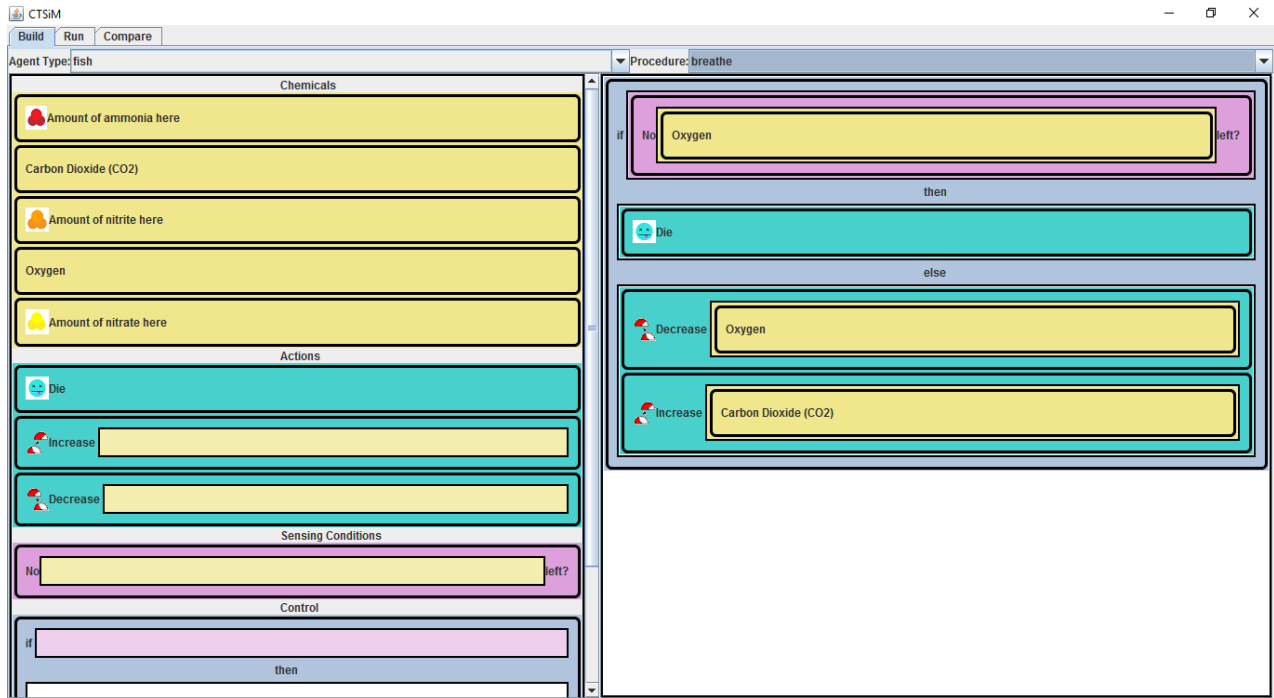 CTSiM
Build Run Compare
Agent Type: fish
Procedure: breathe
Chemicals
Amount of ammonia here
Carbon Dioxide (CO2)
Amount of nitrite here
Oxygen
Amount of nitrate here
Actions
Die
Increase
Decrease
Sensing Conditions
No left?
Control
if
then
if No Oxygen left?
then
Die
else
Decrease Oxygen
Increase Carbon Dioxide (CO2)